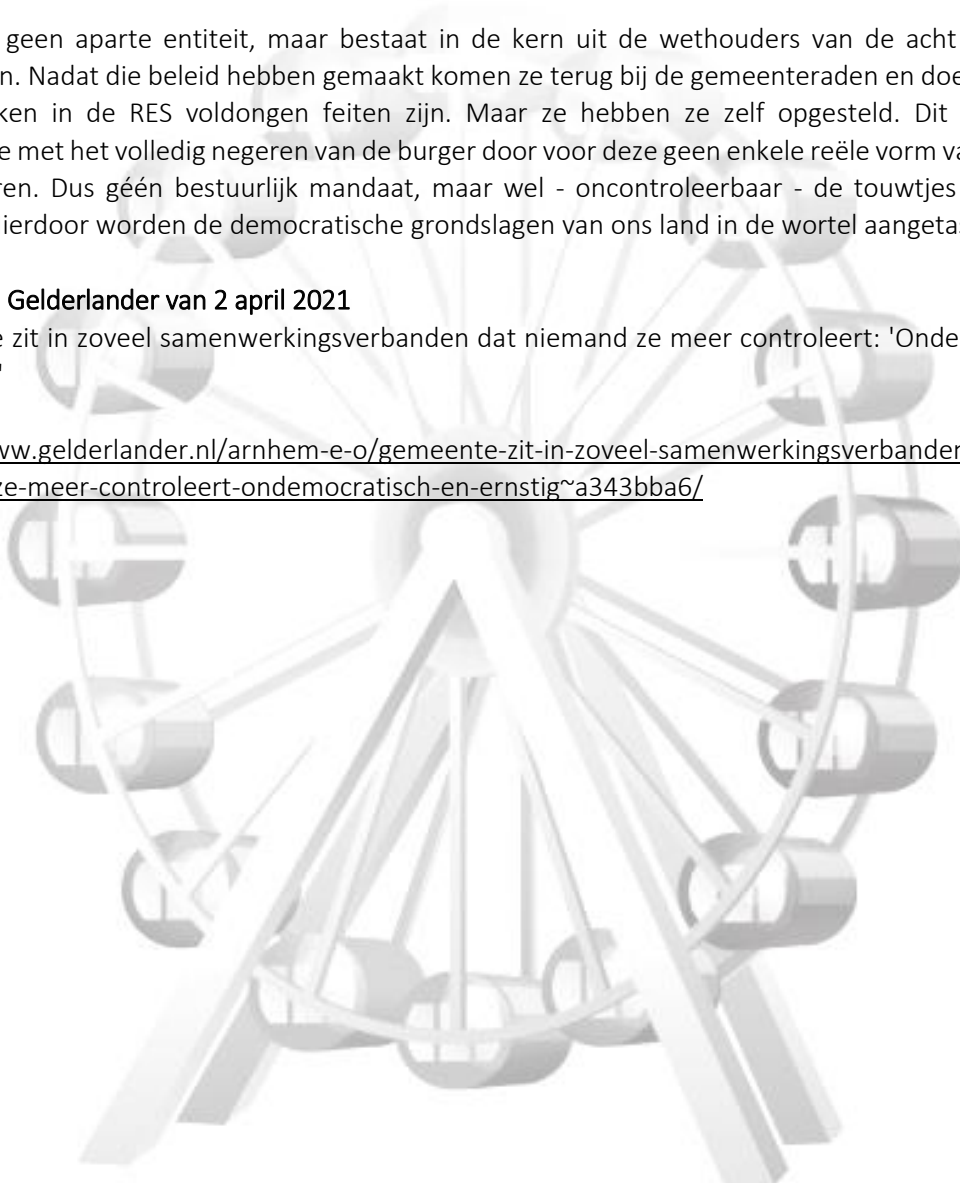 geen aparte entiteit, maar bestaat in de kern uit de wethouders van de acht
n. Nadat die beleid hebben gemaakt komen ze terug bij de gemeenteraden en doe
ken in de RES voldongen feiten zijn. Maar ze hebben ze zelf opgesteld. Dit
e met het volledig negeren van de burger door voor deze geen enkele reële vorm va
ren. Dus géén bestuurlijk mandaat, maar wel - oncontroleerbaar - de touwtjes
ierdoor worden de democratische grondslagen van ons land in de wortel aangetas
Gelderlander van 2 april 2021
e zit in zoveel samenwerkingsverbanden dat niemand ze meer controleert: 'Onde
'
ww.gelderlander.nl/arnhem-e-o/gemeente-zit-in-zoveel-samenwerkingsverbanden
ze-meer-controleert-ondemocratisch-en-ernstig~a343bba6/